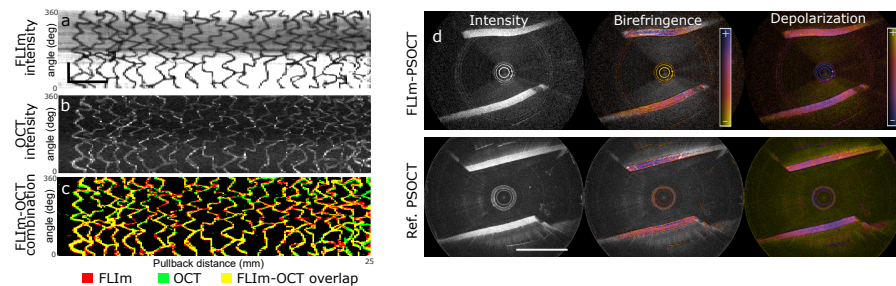 a
FLIm
intensity
angle (deg)
360
0
b
OCT
intensity
angle (deg)
360
0
c
FLIm-OCT
combination
angle (deg)
360
0
Pullback distance (mm)
25
FLIm
OCT
FLIm-OCT overlap
d
Intensity
Birefringence
Depolarization
FLIm-PSOCT
+
−
+
−
Ref. PSOCT